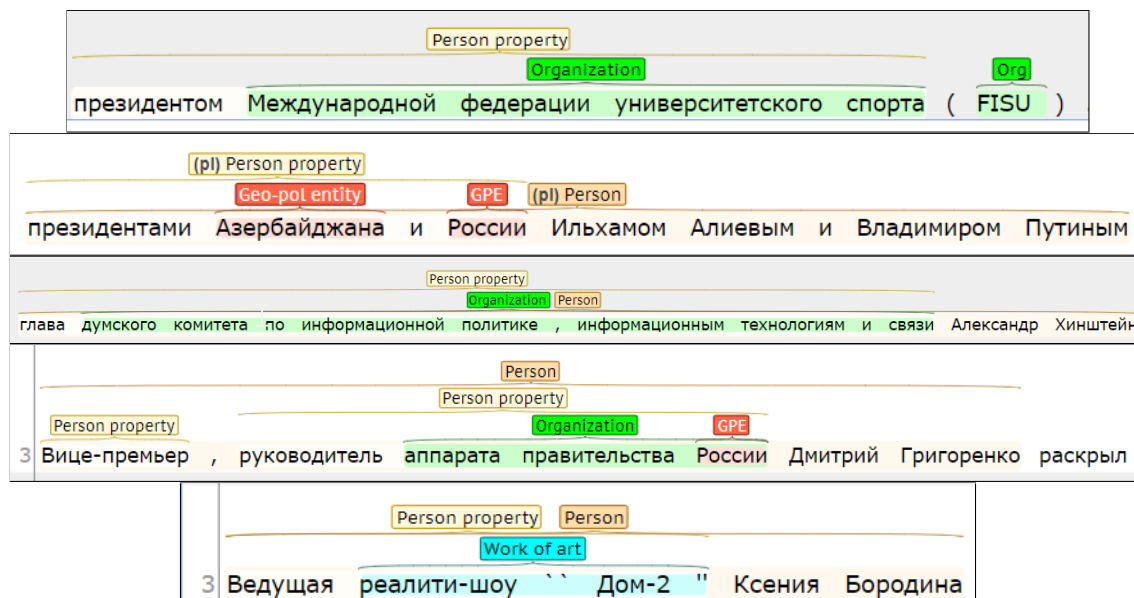 Person property
Organization Org
президентом Международной федерации университетского спорта ( FISU )
(pl) Person property
Geo-pol entity GPE (pl) Person
президентами Азербайджана и России Ильхамом Алиевым и Владимиром Путиным
Person property
Organization Person
глава думского комитета по информационной политике , информационным технологиям и связи Александр Хинштейн
Person
Person property
Person property Organization GPE
3 Вице-премьер , руководитель аппарата правительства России Дмитрий Григоренко раскрыл
Person property Person
Work of art
3 Ведущая реалити-шоу `` Дом-2 '' Ксения Бородина